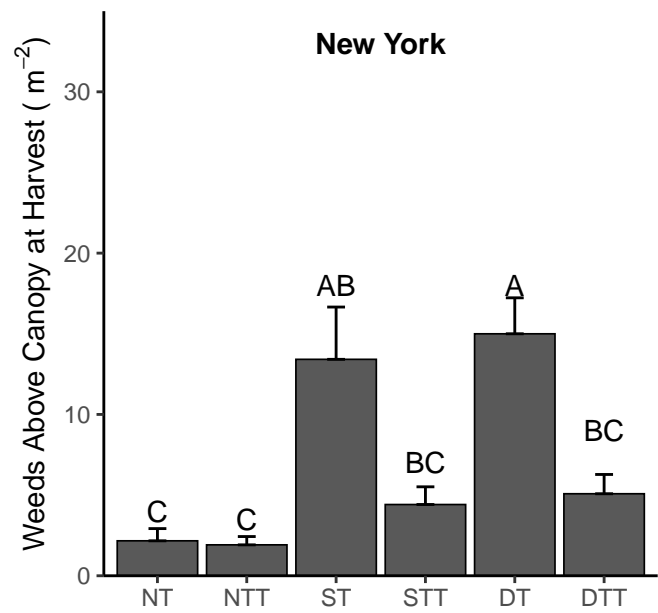 New York
Weeds Above Canopy at Harvest ( m⁻²)
30
20
10
0
AB
A
BC
BC
C
C
NT NTT ST STT DT DTT